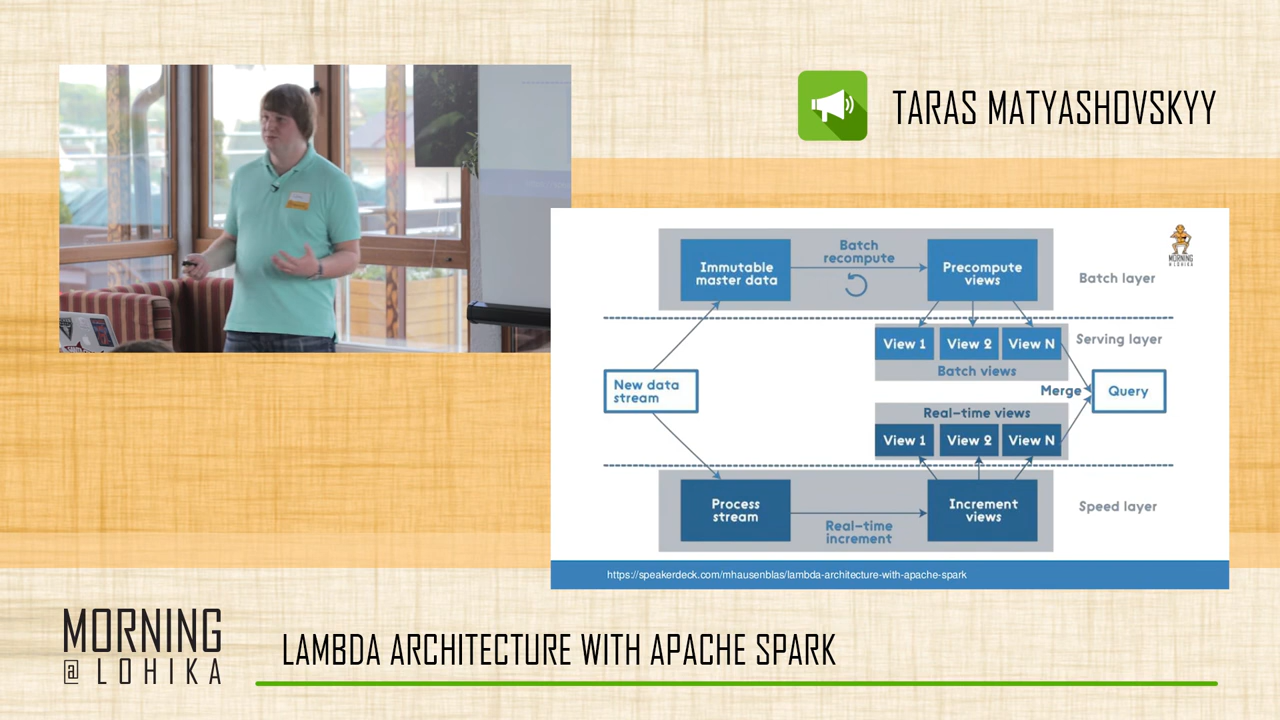 TARAS MATYASHOVSKYY
MORNING
@ LOHIKA
Batch
recompute
Immutable
master data
Precompute
views
Batch layer
View 1
View 2
View N
Serving layer
Batch views
New data
stream
Merge
Query
Real-time views
View 1
View 2
View N
Process
stream
Increment
views
Speed layer
Real-time
increment
https://speakerdeck.com/mhausenblas/lambda-architecture-with-apache-spark
MORNING
@ LOHIKA
LAMBDA ARCHITECTURE WITH APACHE SPARK